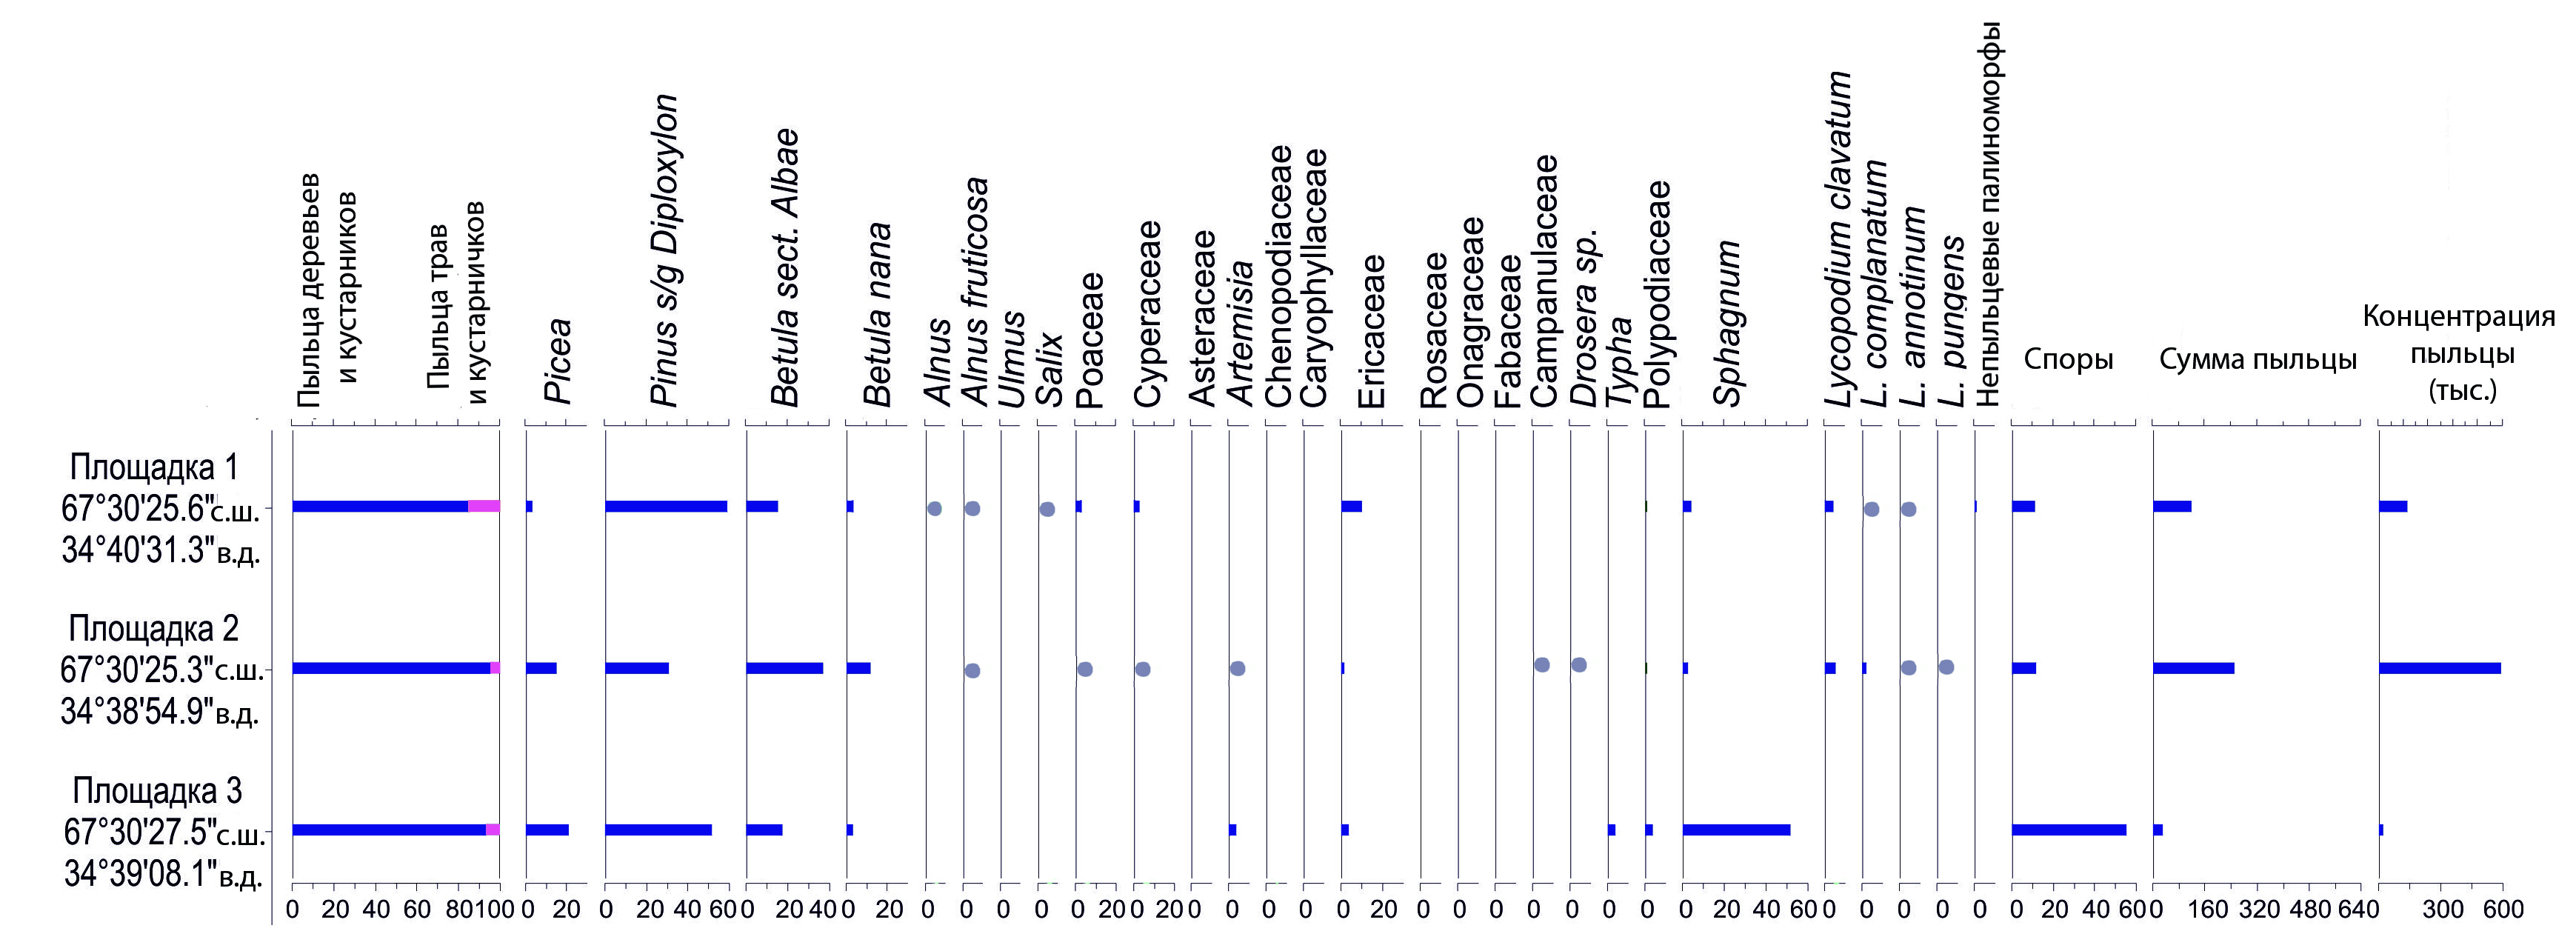 Пыльца деревьев
и кустарников
Пыльца трав
и кустарничков
Picea
Pinus s/g Diploxylon
Betula sect. Albae
Betula nana
Alnus
Alnus fruticosa
Ulmus
Salix
Poaceae
Cyperaceae
Asteraceae
Artemisia
Chenopodiaceae
Caryophyllaceae
Ericaceae
Rosaceae
Onagraceae
Fabaceae
Campanulaceae
Drosera sp.
Typha
Polypodiaceae
Sphagnum
Lycopodium clavatum
L. complanatum
L. annotinum
L. pungens
Непыльцевые палиноморфы
Споры
Сумма пыльцы
Концентрация
пыльцы
(тыс.)
Площадка 1
67°30'25.6"с.ш.
34°40'31.3"в.д.
Площадка 2
67°30'25.3"с.ш.
34°38'54.9"в.д.
Площадка 3
67°30'27.5"с.ш.
34°39'08.1"в.д.
0 20 40 60 80100 0 20 0 20 40 60 0 20 40 0 20 0 0 0 0 0 20 0 20 0 0 0 0 0 20 0 0 0 0 0 0 0 0 20 40 60 0 0 0 0 0 0 20 40 60 0 160 320 480 640 0 300 600